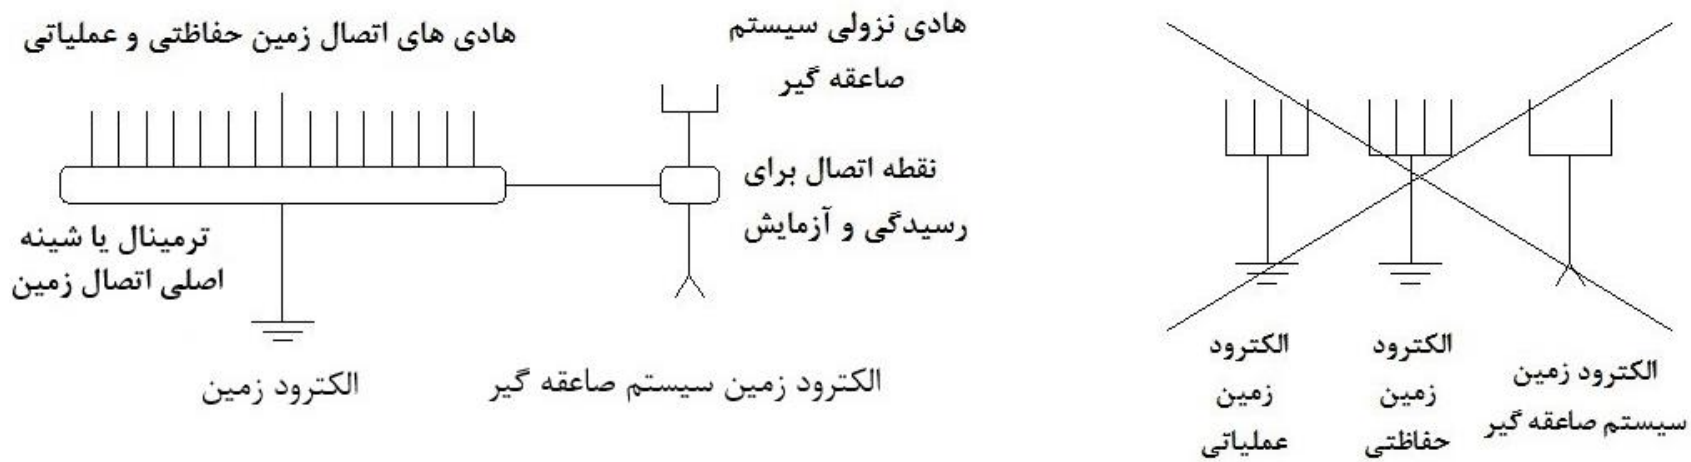 هادی های اتصال زمین حفاظتی و عملیاتی
هادی نزولی سیستم
صاعقه گیر
نقطه اتصال برای
رسیدگی و آزمایش
ترمینال یا شینه
اصلی اتصال زمین
الکترود زمین
الکترود زمین سیستم صاعقه گیر
الکترود زمین
سیستم صاعقه گیر
الکترود
زمین
حفاظتی
الکترود
زمین
عملیاتی